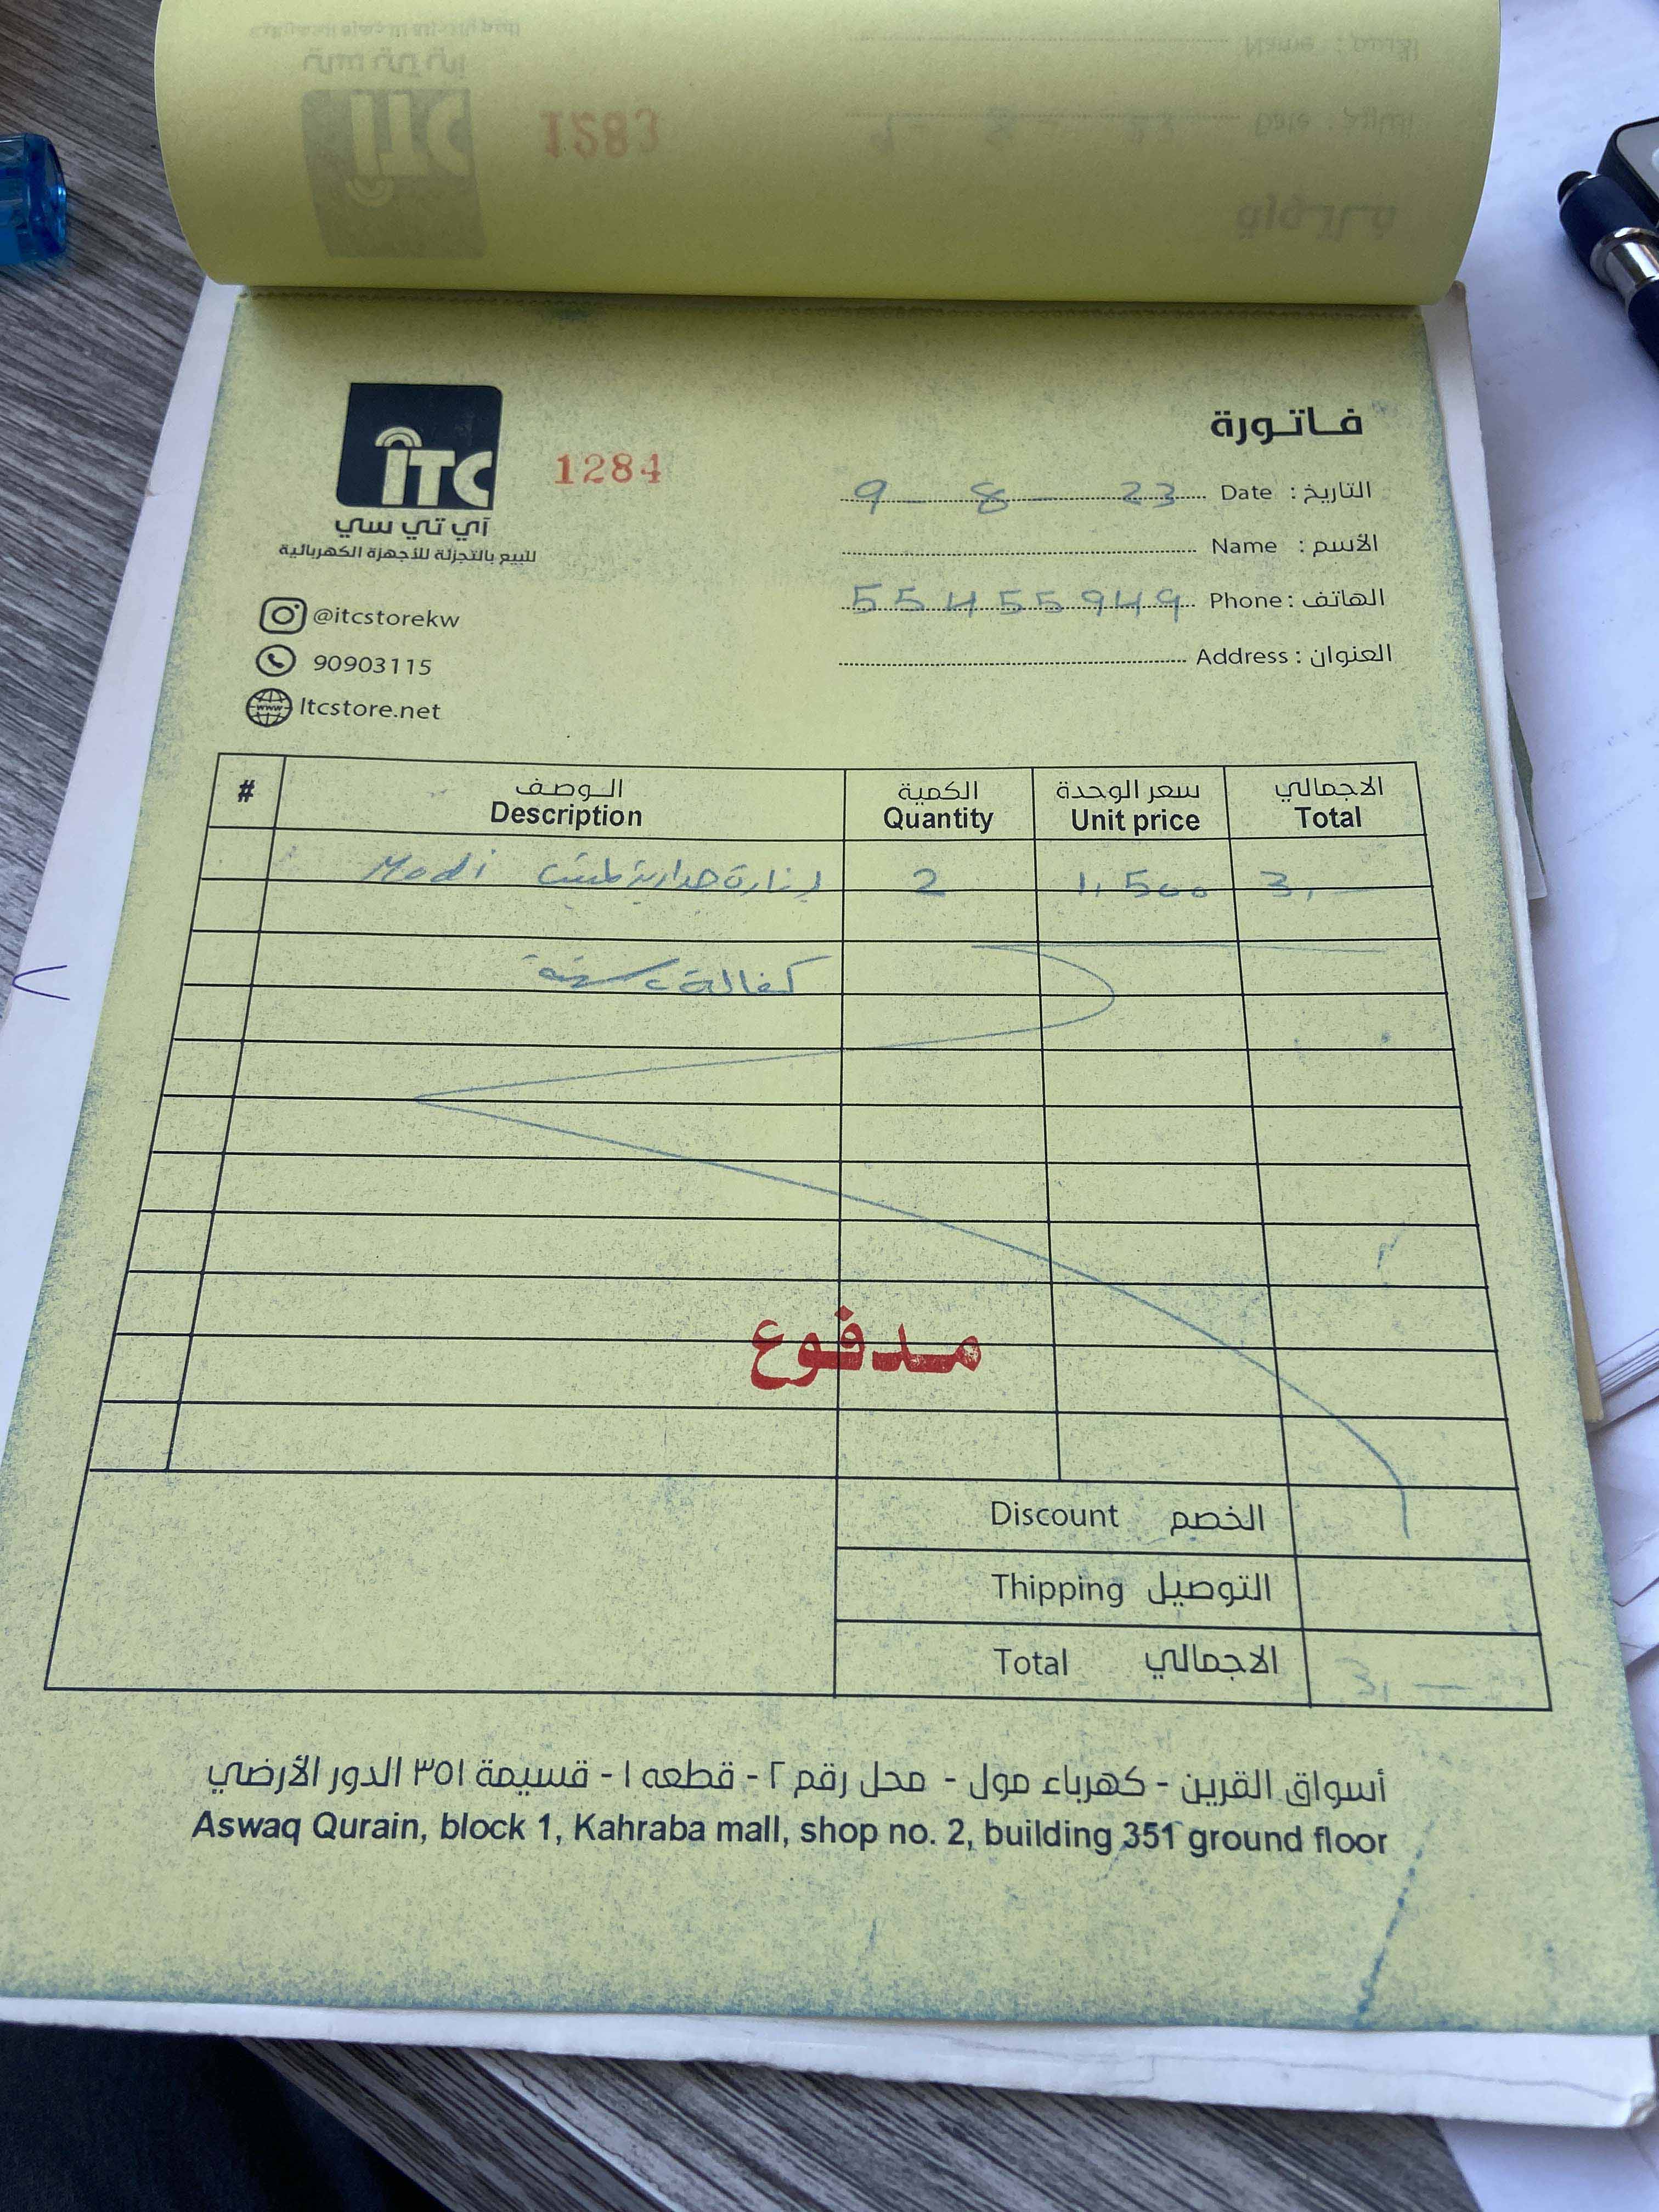 فاتورة
ITC
1284
آي تي سي
للبيع بالتجزئة للأجهزة الكهربائية
التاريخ : Date 9 - 8 - 23
الأسم : Name
الهاتف : Phone 55455949
العنوان : Address
@itcstorekw
90903115
Itcstore.net
# الوصف الكمية سعر الوحدة الاجمالي
Description Quantity Unit price Total
إنارة جدارية Modi 2 1,500 3,—
كفالة سنة
مدفوع
Discount الخصم
Thipping التوصيل
Total الاجمالي 3,—
أسواق القرين - كهرباء مول - محل رقم ٢ - قطعه ١ - قسيمة ٣٥١ الدور الأرضي
Aswaq Qurain, block 1, Kahraba mall, shop no. 2, building 351 ground floor